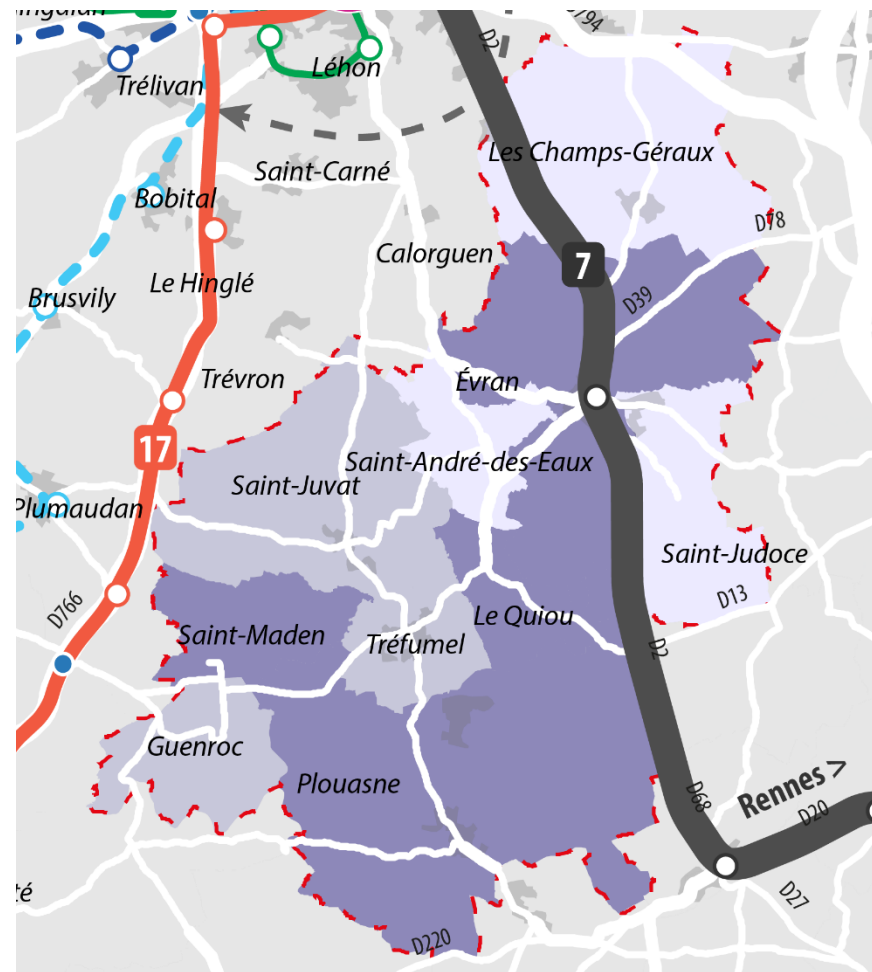 D2
D794
Léhon
Trélivan
Les Champs-Géraux
Saint-Carné
Bobital
D78
Calorguen
7
Le Hinglé
Brusvily
D39
Trévron
Évran
17
Saint-André-des-Eaux
Saint-Juvat
Plumaudan
Saint-Judoce
D13
D766
Le Quiou
Saint-Maden
Tréfumel
D2
Guenroc
Plouasne
Rennes >
D68
D20
D27
D220